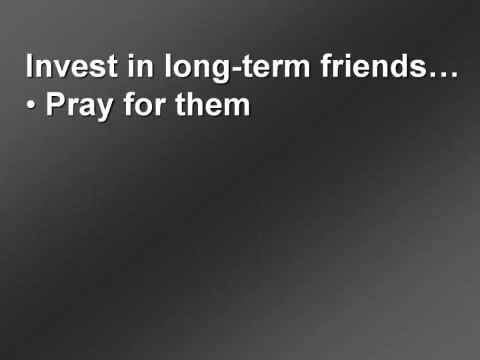 Invest in long-term friends…
• Pray for them